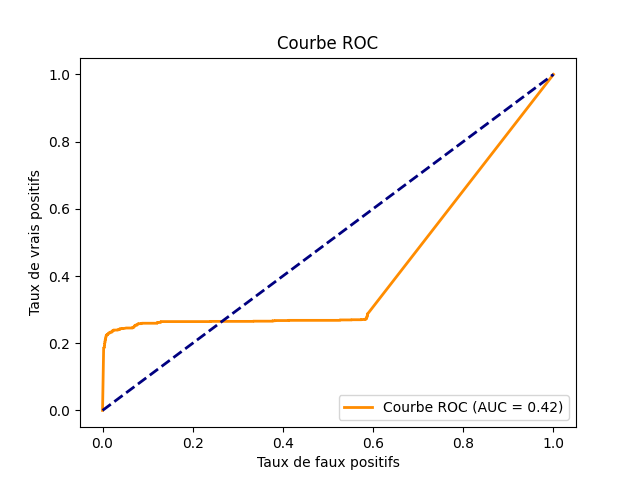 Courbe ROC
1.0
0.8
0.6
0.4
0.2
0.0
Taux de vrais positifs
Courbe ROC (AUC = 0.42)
0.0 0.2 0.4 0.6 0.8 1.0
Taux de faux positifs